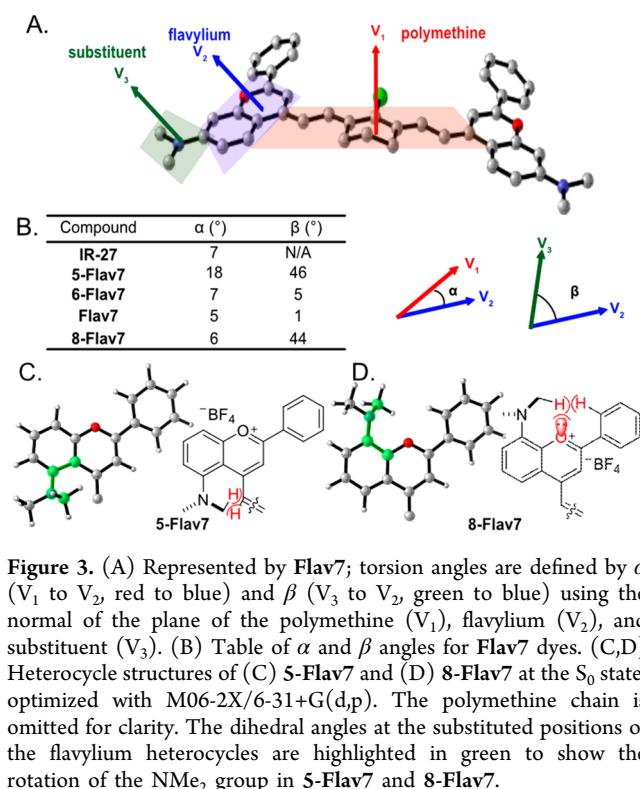 A.
substituent
V3
flavylium
V2
V1
polymethine
B.
Compound α (°) β (°)
IR-27 7 N/A
5-Flav7 18 46
6-Flav7 7 5
Flav7 5 1
8-Flav7 6 44
V1
α
V2
V3
β
V2
C.
⁻BF4
O+
N
H
H
5-Flav7
D.
N
H)(H
O+
⁻BF4
8-Flav7
Figure 3. (A) Represented by Flav7; torsion angles are defined by α
(V1 to V2, red to blue) and β (V3 to V2, green to blue) using the
normal of the plane of the polymethine (V1), flavylium (V2), and
substituent (V3). (B) Table of α and β angles for Flav7 dyes. (C,D)
Heterocycle structures of (C) 5-Flav7 and (D) 8-Flav7 at the S0 state
optimized with M06-2X/6-31+G(d,p). The polymethine chain is
omitted for clarity. The dihedral angles at the substituted positions of
the flavylium heterocycles are highlighted in green to show the
rotation of the NMe2 group in 5-Flav7 and 8-Flav7.